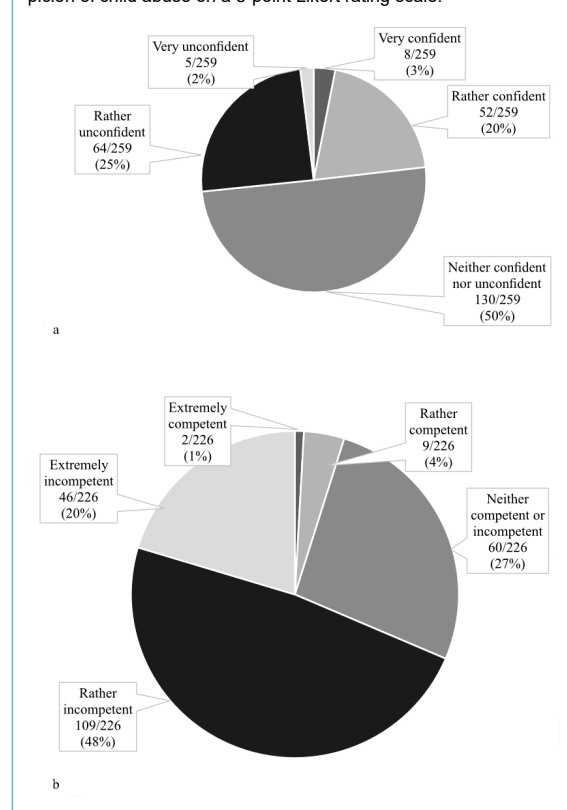 picion of child abuse on a 5-point Likert rating scale.
Very unconfident
5/259
(2%)
Very confident
8/259
(3%)
Rather
unconfident
64/259
(25%)
Rather confident
52/259
(20%)
Neither confident
nor unconfident
130/259
(50%)
a
Extremely
competent
2/226
(1%)
Rather
competent
9/226
(4%)
Extremely
incompetent
46/226
(20%)
Neither
competent or
incompetent
60/226
(27%)
Rather
incompetent
109/226
(48%)
b